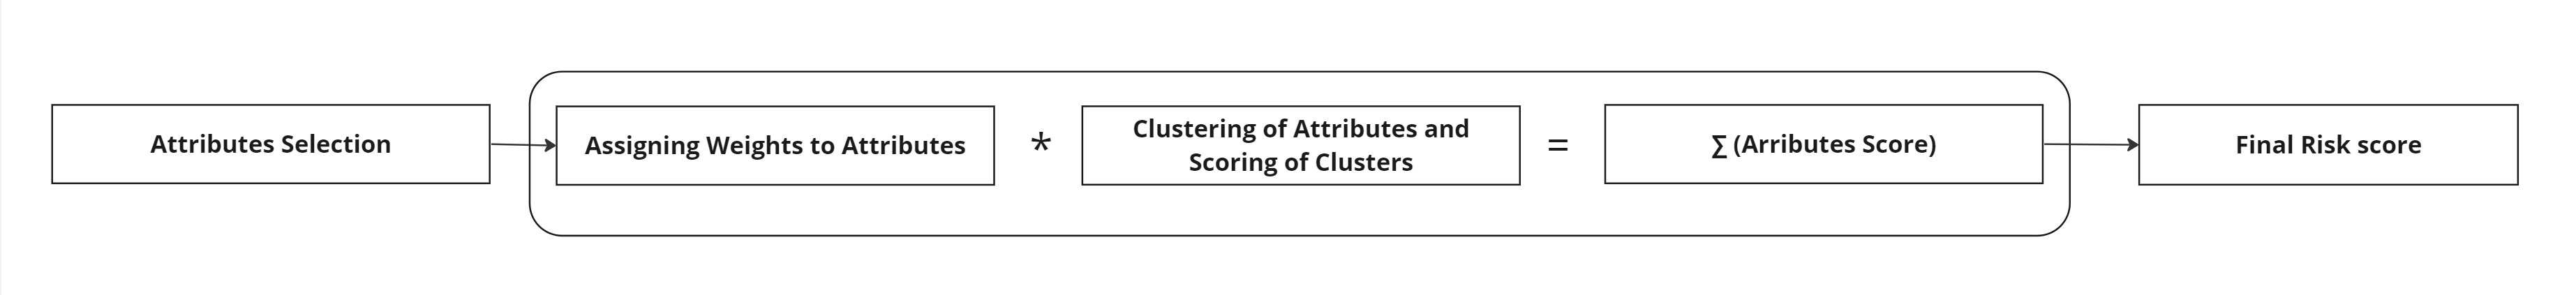 Attributes Selection
Assigning Weights to Attributes
*
Clustering of Attributes and
Scoring of Clusters
=
∑ (Arributes Score)
Final Risk score